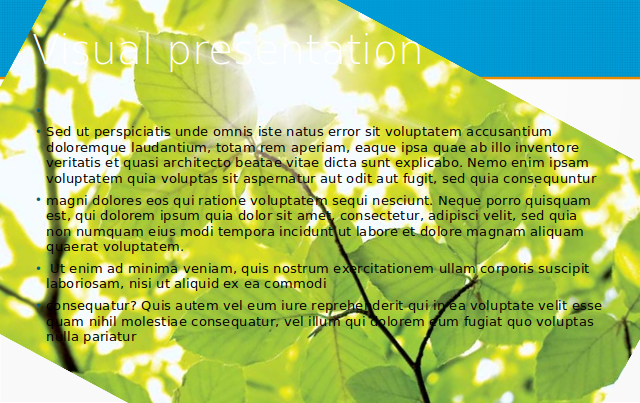 Visual presentation
• Sed ut perspiciatis unde omnis iste natus error sit voluptatem accusantium
doloremque laudantium, totam rem aperiam, eaque ipsa quae ab illo inventore
veritatis et quasi architecto beatae vitae dicta sunt explicabo. Nemo enim ipsam
voluptatem quia voluptas sit aspernatur aut odit aut fugit, sed quia consequuntur
• magni dolores eos qui ratione voluptatem sequi nesciunt. Neque porro quisquam
est, qui dolorem ipsum quia dolor sit amet, consectetur, adipisci velit, sed quia
non numquam eius modi tempora incidunt ut labore et dolore magnam aliquam
quaerat voluptatem.
• Ut enim ad minima veniam, quis nostrum exercitationem ullam corporis suscipit
laboriosam, nisi ut aliquid ex ea commodi
• consequatur? Quis autem vel eum iure reprehenderit qui in ea voluptate velit esse
quam nihil molestiae consequatur, vel illum qui dolorem eum fugiat quo voluptas
nulla pariatur